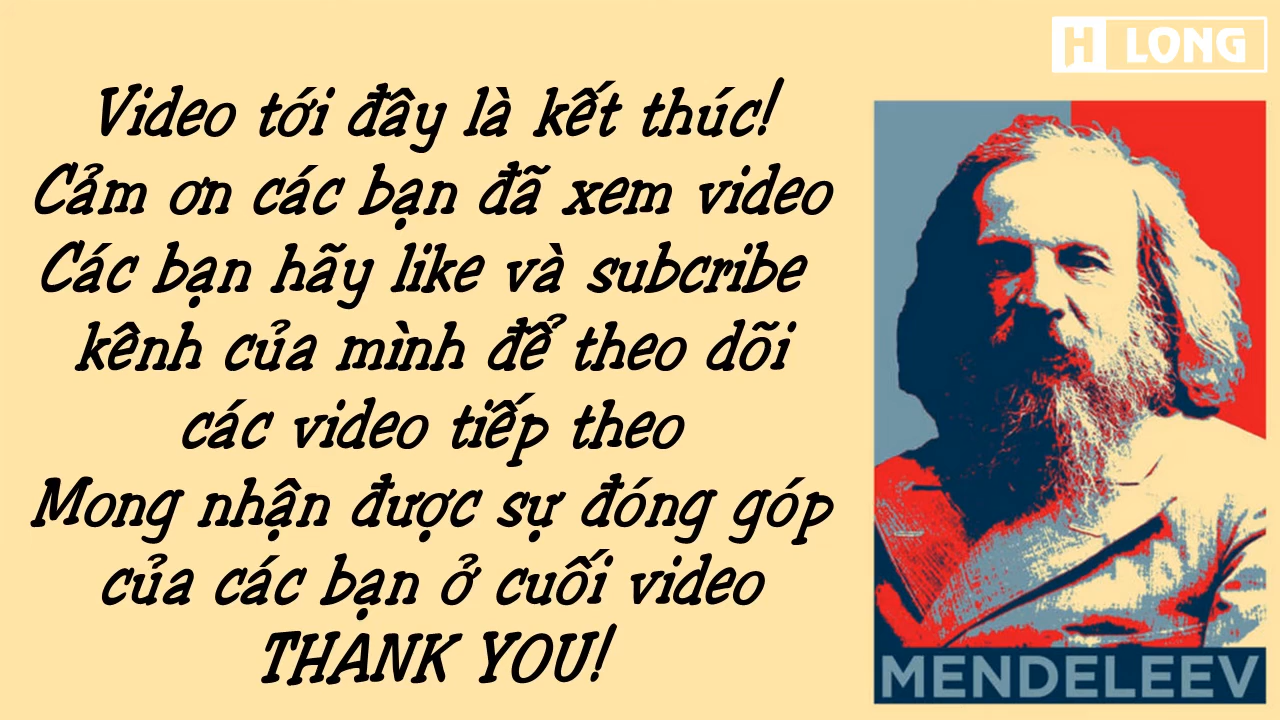 H LONG
Video tới đây là kết thúc!
Cảm ơn các bạn đã xem video
Các bạn hãy like và subcribe
kênh của mình để theo dõi
các video tiếp theo
Mong nhận được sự đóng góp
của các bạn ở cuối video
THANK YOU!
MENDELEEV